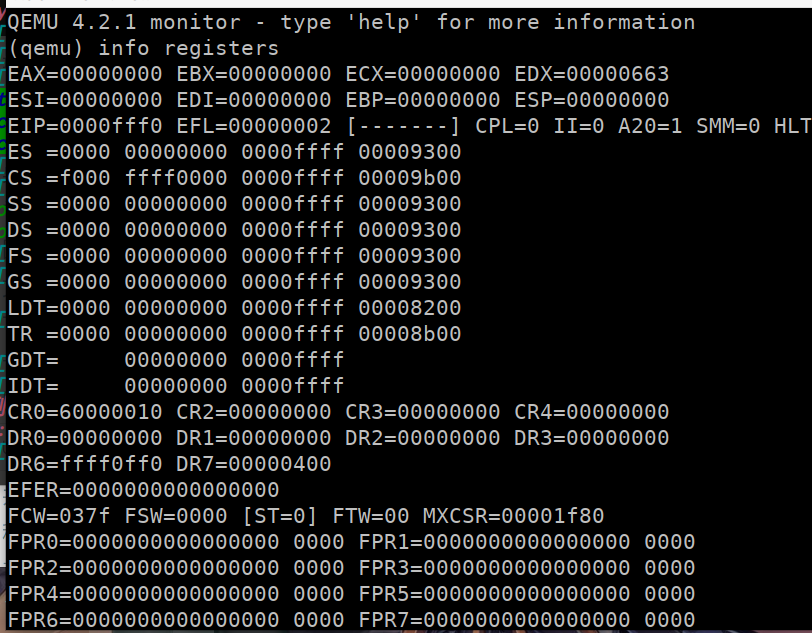 QEMU 4.2.1 monitor - type 'help' for more information
(qemu) info registers
EAX=00000000 EBX=00000000 ECX=00000000 EDX=00000663
ESI=00000000 EDI=00000000 EBP=00000000 ESP=00000000
EIP=0000fff0 EFL=00000002 [-------] CPL=0 II=0 A20=1 SMM=0 HLT
ES =0000 00000000 0000ffff 00009300
CS =f000 ffff0000 0000ffff 00009b00
SS =0000 00000000 0000ffff 00009300
DS =0000 00000000 0000ffff 00009300
FS =0000 00000000 0000ffff 00009300
GS =0000 00000000 0000ffff 00009300
LDT=0000 00000000 0000ffff 00008200
TR =0000 00000000 0000ffff 00008b00
GDT=     00000000 0000ffff
IDT=     00000000 0000ffff
CR0=60000010 CR2=00000000 CR3=00000000 CR4=00000000
DR0=00000000 DR1=00000000 DR2=00000000 DR3=00000000
DR6=ffff0ff0 DR7=00000400
EFER=0000000000000000
FCW=037f FSW=0000 [ST=0] FTW=00 MXCSR=00001f80
FPR0=0000000000000000 0000 FPR1=0000000000000000 0000
FPR2=0000000000000000 0000 FPR3=0000000000000000 0000
FPR4=0000000000000000 0000 FPR5=0000000000000000 0000
FPR6=0000000000000000 0000 FPR7=0000000000000000 0000